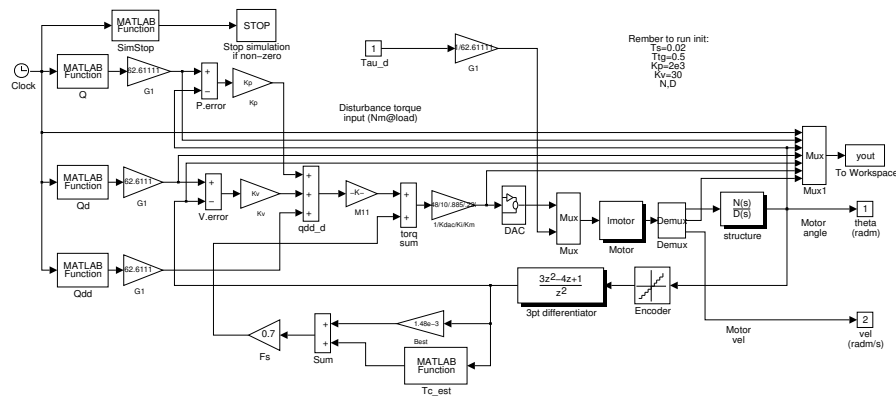 MATLAB
Function
SimStop
STOP
Stop simulation
if non-zero
1
Tau_d
1/62.61111
G1
Rember to run init:
Ts=0.02
Ttg=0.5
Kp=2e3
Kv=30
N,D
Clock
MATLAB
Function
Q
62.61111
G1
+
−
P.error
Kp
Kp
Disturbance torque
input (Nm@load)
Mux
Mux1
yout
To Workspace
MATLAB
Function
Qd
62.6111
G1
+
−
V.error
Kv
Kv
+
+
+
qdd_d
−K−
M11
+
+
torq
sum
1/Kdac/Ki/Km
DAC
Mux
Mux
Imotor
Motor
Demux
Demux
N(s)
D(s)
structure
Motor
angle
1
theta
(radm)
MATLAB
Function
Qdd
62.6111
G1
3z²−4z+1
z²
3pt differentiator
Encoder
Motor
vel
2
vel
(radm/s)
0.7
Fs
+
+
Sum
1.48e−3
Best
MATLAB
Function
Tc_est